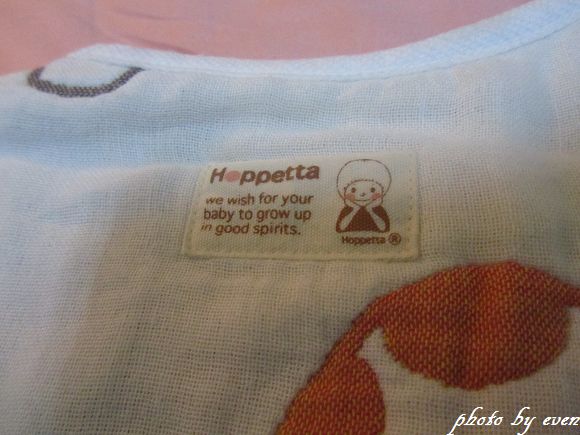 Hoppetta
we wish for your
baby to grow up
in good spirits.
Hoppetta ®
photo by even